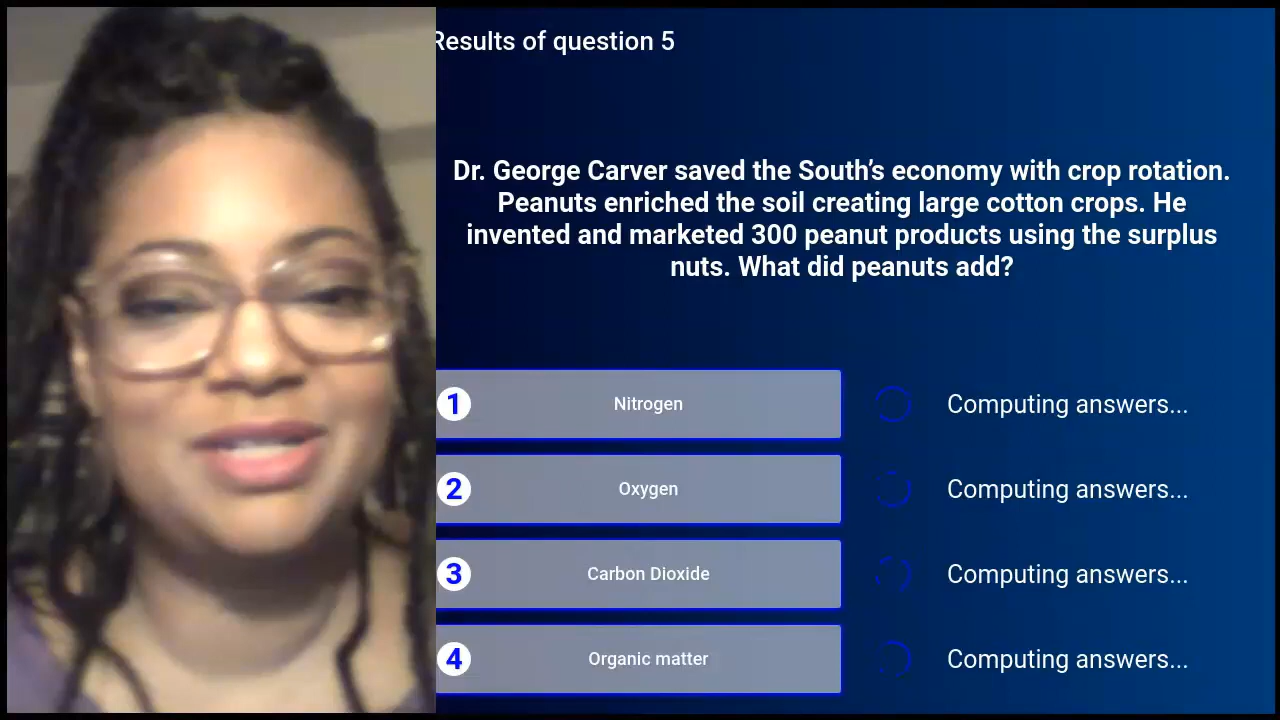 Results of question 5
Dr. George Carver saved the South’s economy with crop rotation.
Peanuts enriched the soil creating large cotton crops. He
invented and marketed 300 peanut products using the surplus
nuts. What did peanuts add?
1 Nitrogen Computing answers...
2 Oxygen Computing answers...
3 Carbon Dioxide Computing answers...
4 Organic matter Computing answers...